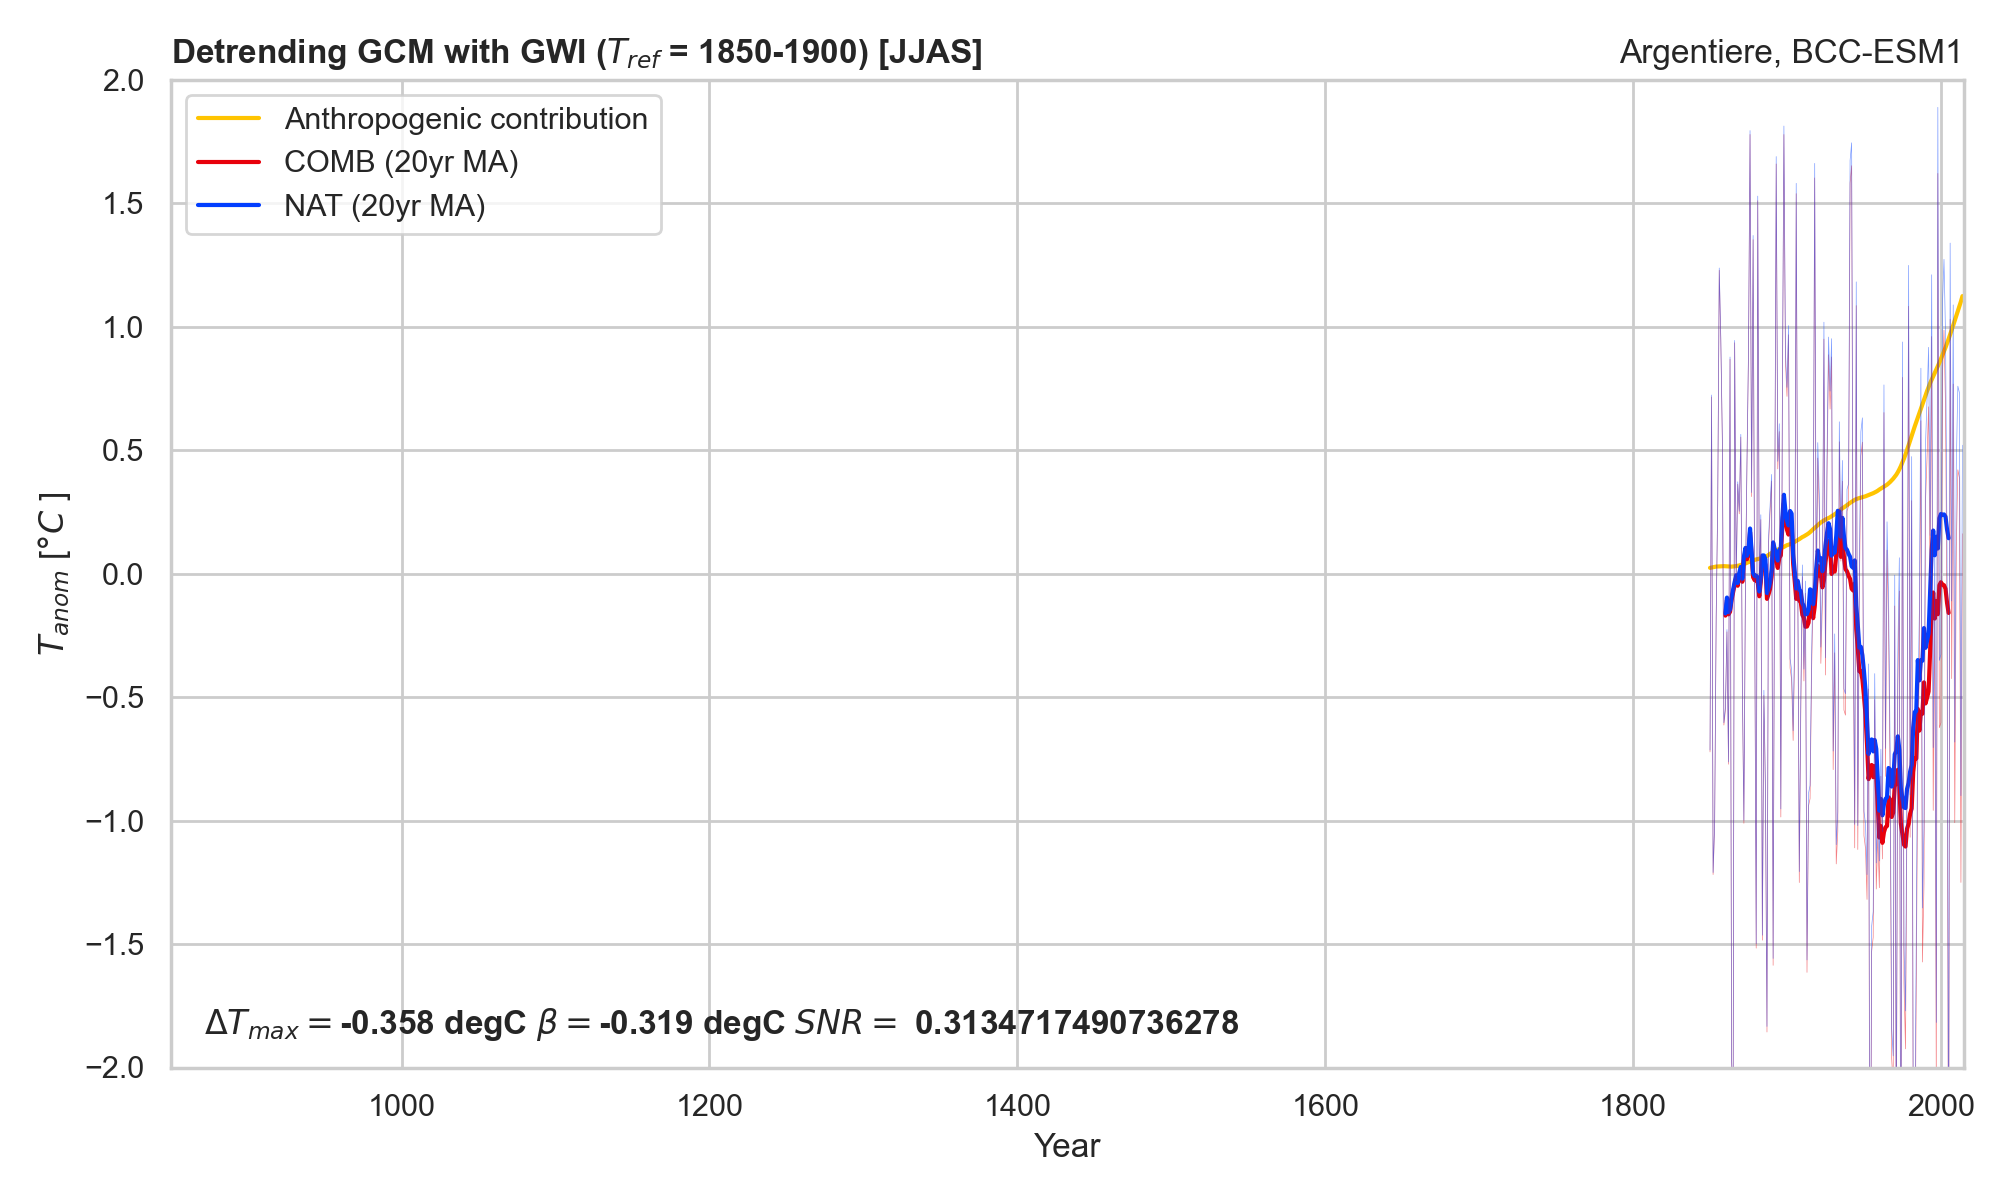 Detrending GCM with GWI (T_ref = 1850-1900) [JJAS]
Argentiere, BCC-ESM1
Anthropogenic contribution
COMB (20yr MA)
NAT (20yr MA)
2.0
1.5
1.0
0.5
0.0
−0.5
−1.0
−1.5
−2.0
T_anom [°C ]
ΔT_max = -0.358 degC β = -0.319 degC SNR = 0.3134717490736278
1000 1200 1400 1600 1800 2000
Year